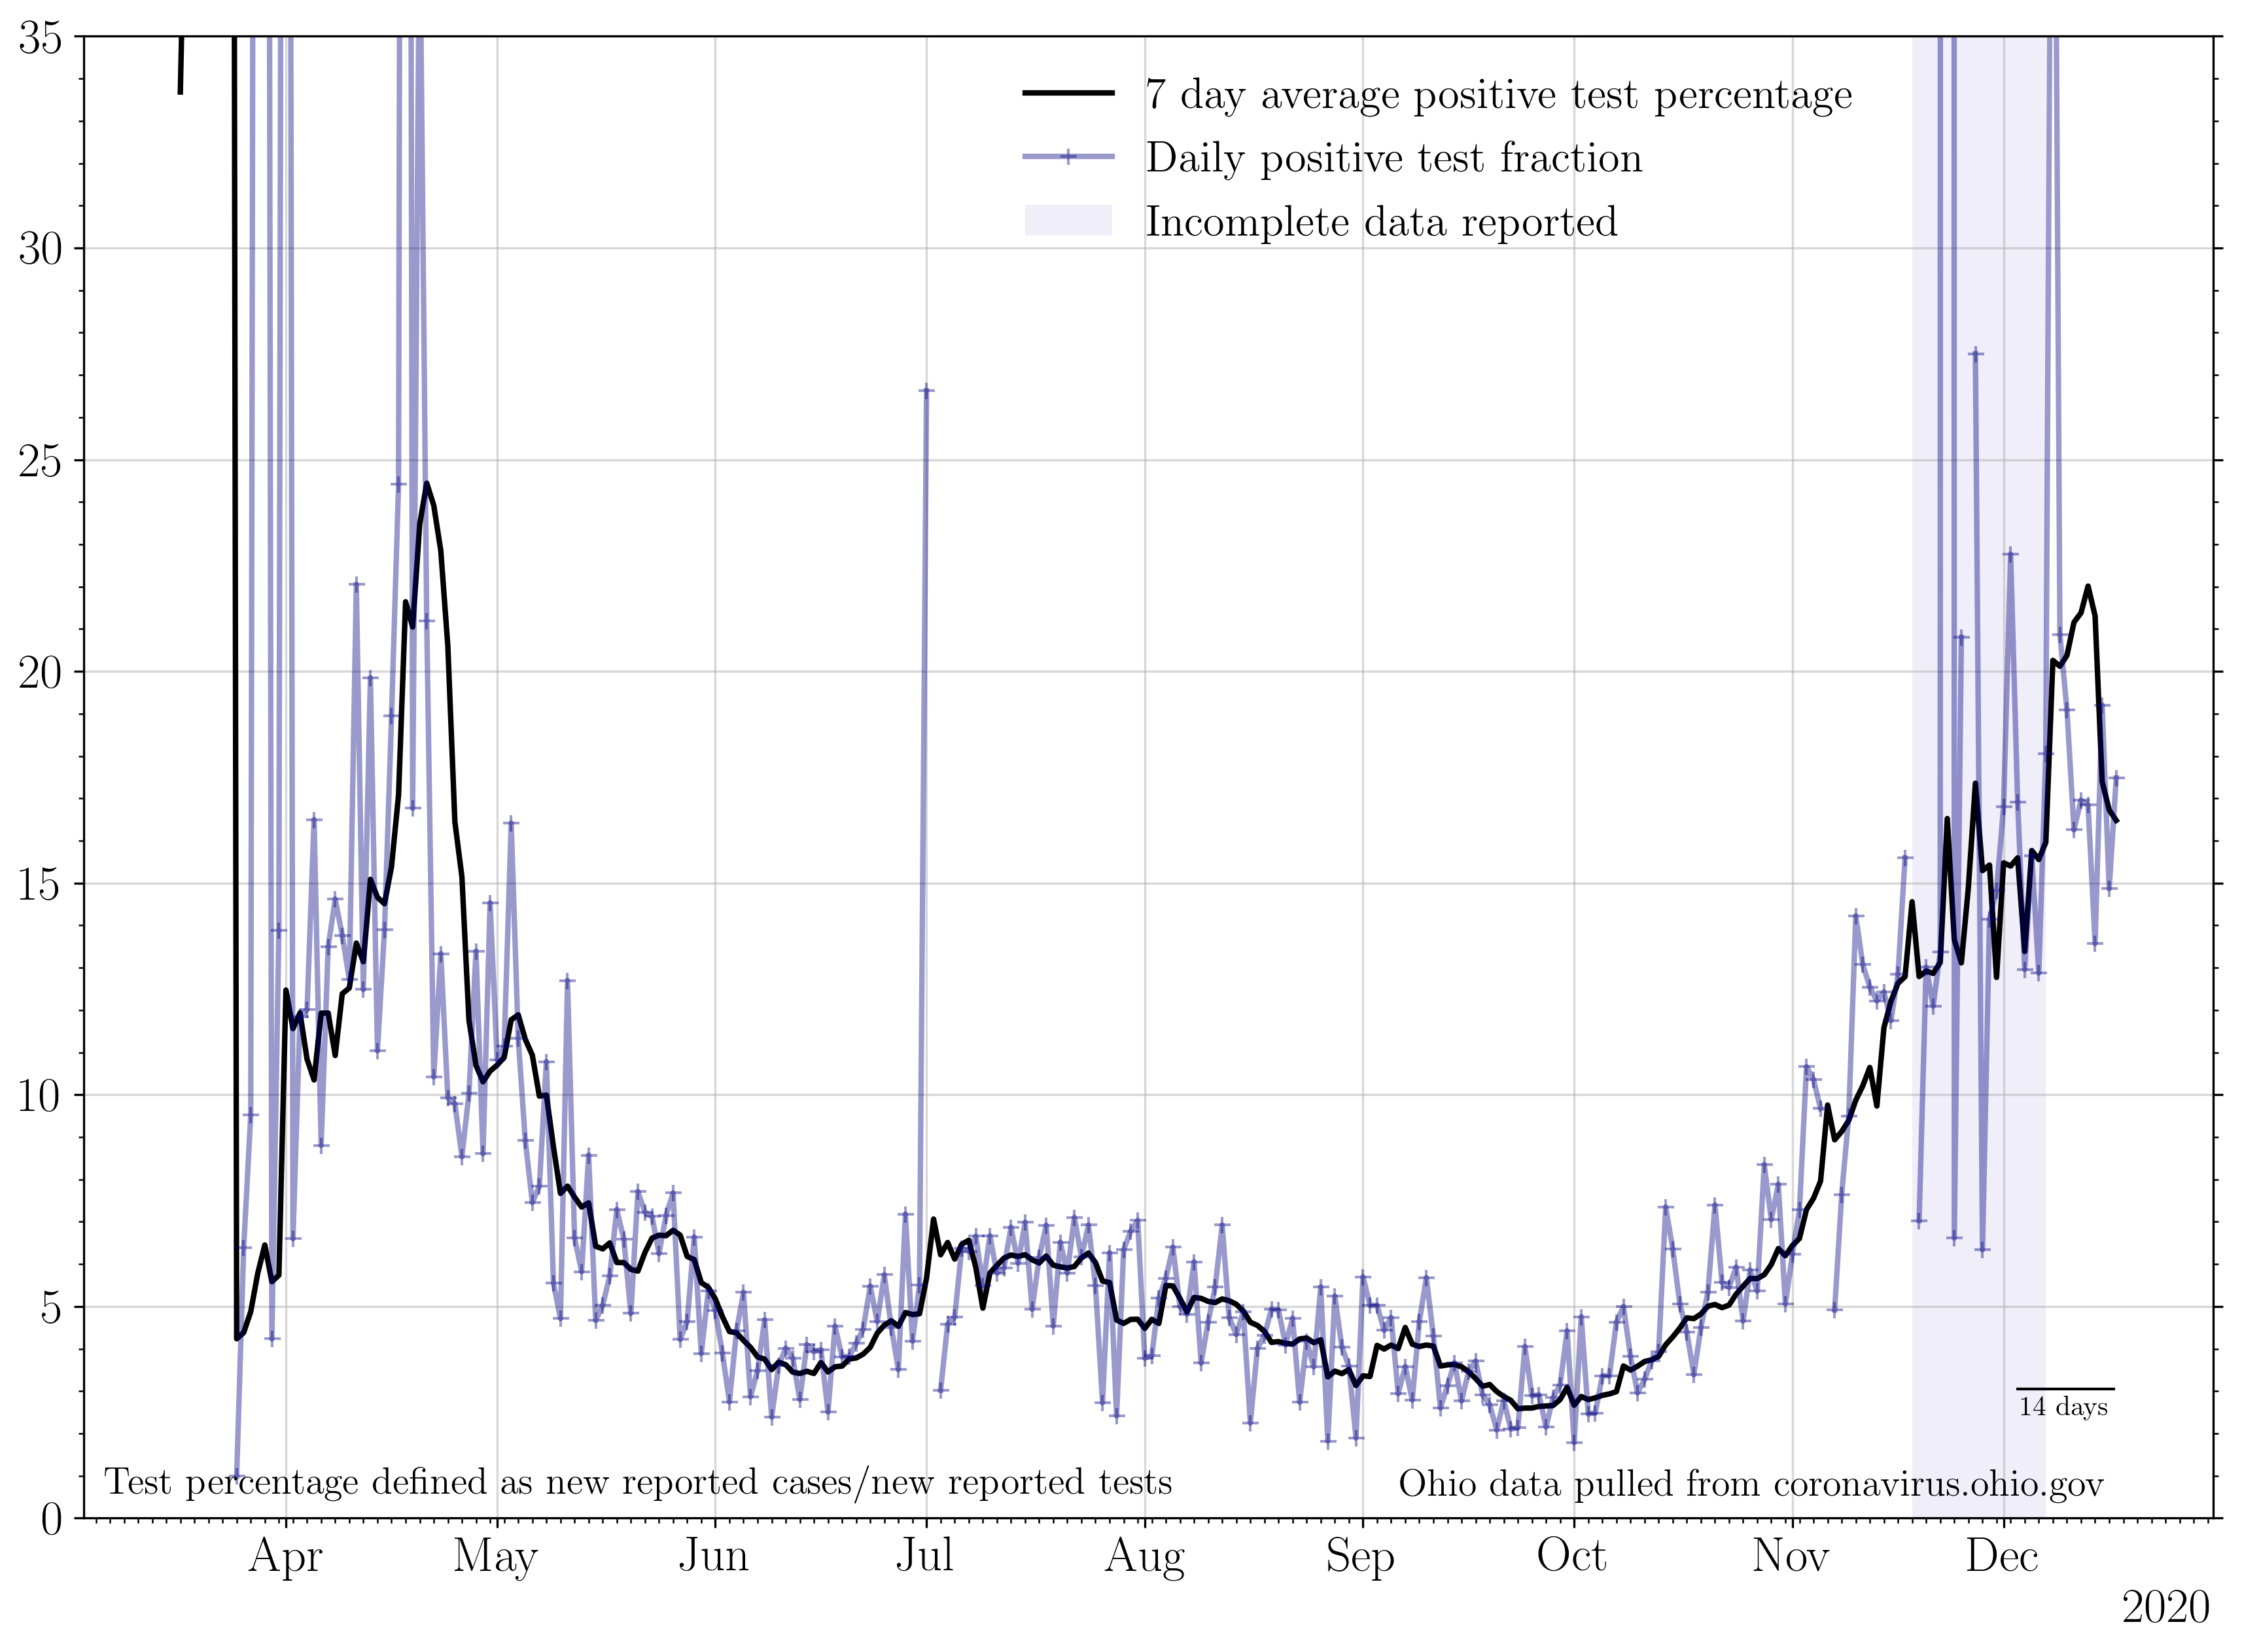 35
30
25
20
15
10
5
0
7 day average positive test percentage
Daily positive test fraction
Incomplete data reported
14 days
Test percentage defined as new reported cases/new reported tests
Ohio data pulled from coronavirus.ohio.gov
Apr May Jun Jul Aug Sep Oct Nov Dec
2020